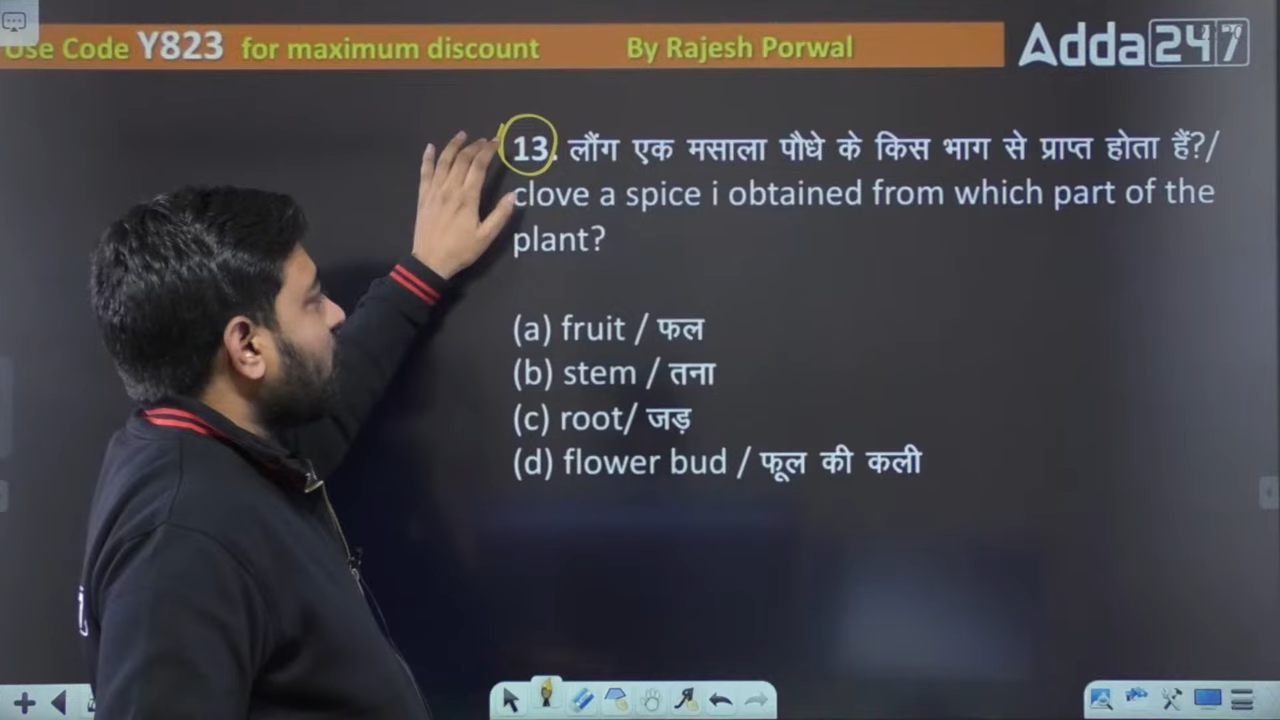 Use Code Y823 for maximum discount By Rajesh Porwal
Adda247
13. लौंग एक मसाला पौधे के किस भाग से प्राप्त होता हैं?/
clove a spice i obtained from which part of the
plant?
(a) fruit / फल
(b) stem / तना
(c) root/ जड़
(d) flower bud / फूल की कली